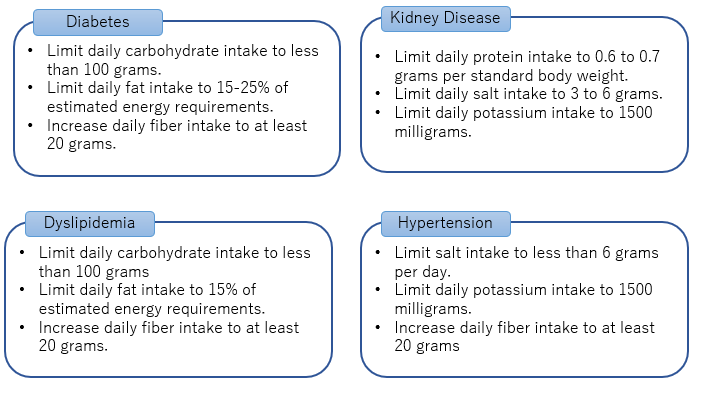 Diabetes
• Limit daily carbohydrate intake to less
than 100 grams.
• Limit daily fat intake to 15-25% of
estimated energy requirements.
• Increase daily fiber intake to at least
20 grams.
Kidney Disease
• Limit daily protein intake to 0.6 to 0.7
grams per standard body weight.
• Limit daily salt intake to 3 to 6 grams.
• Limit daily potassium intake to 1500
milligrams.
Dyslipidemia
• Limit daily carbohydrate intake to less
than 100 grams
• Limit daily fat intake to 15% of
estimated energy requirements.
• Increase daily fiber intake to at least
20 grams.
Hypertension
• Limit salt intake to less than 6 grams
per day.
• Limit daily potassium intake to 1500
milligrams.
• Increase daily fiber intake to at least
20 grams